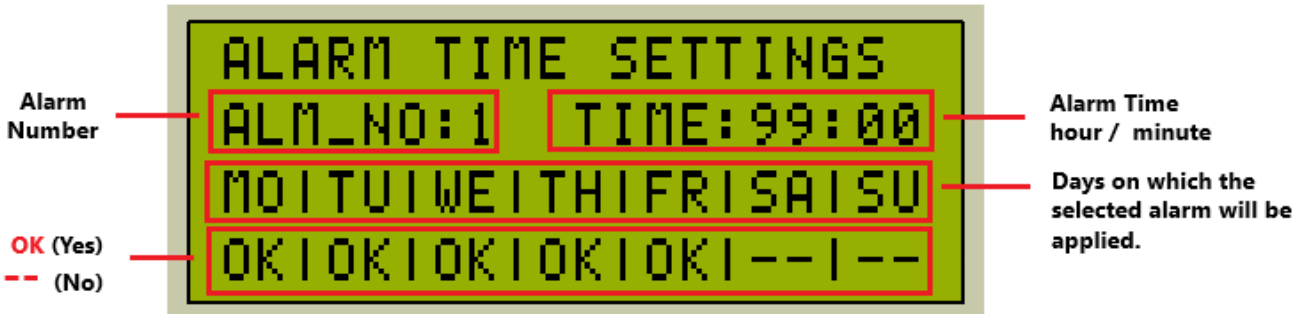 ALARM TIME SETTINGS
Alarm
Number
ALM_NO:1 TIME:99:00
Alarm Time
hour / minute
MO|TU|WE|TH|FR|SA|SU
Days on which the
selected alarm will be
applied.
OK (Yes)
-- (No)
OK|OK|OK|OK|OK|--|--